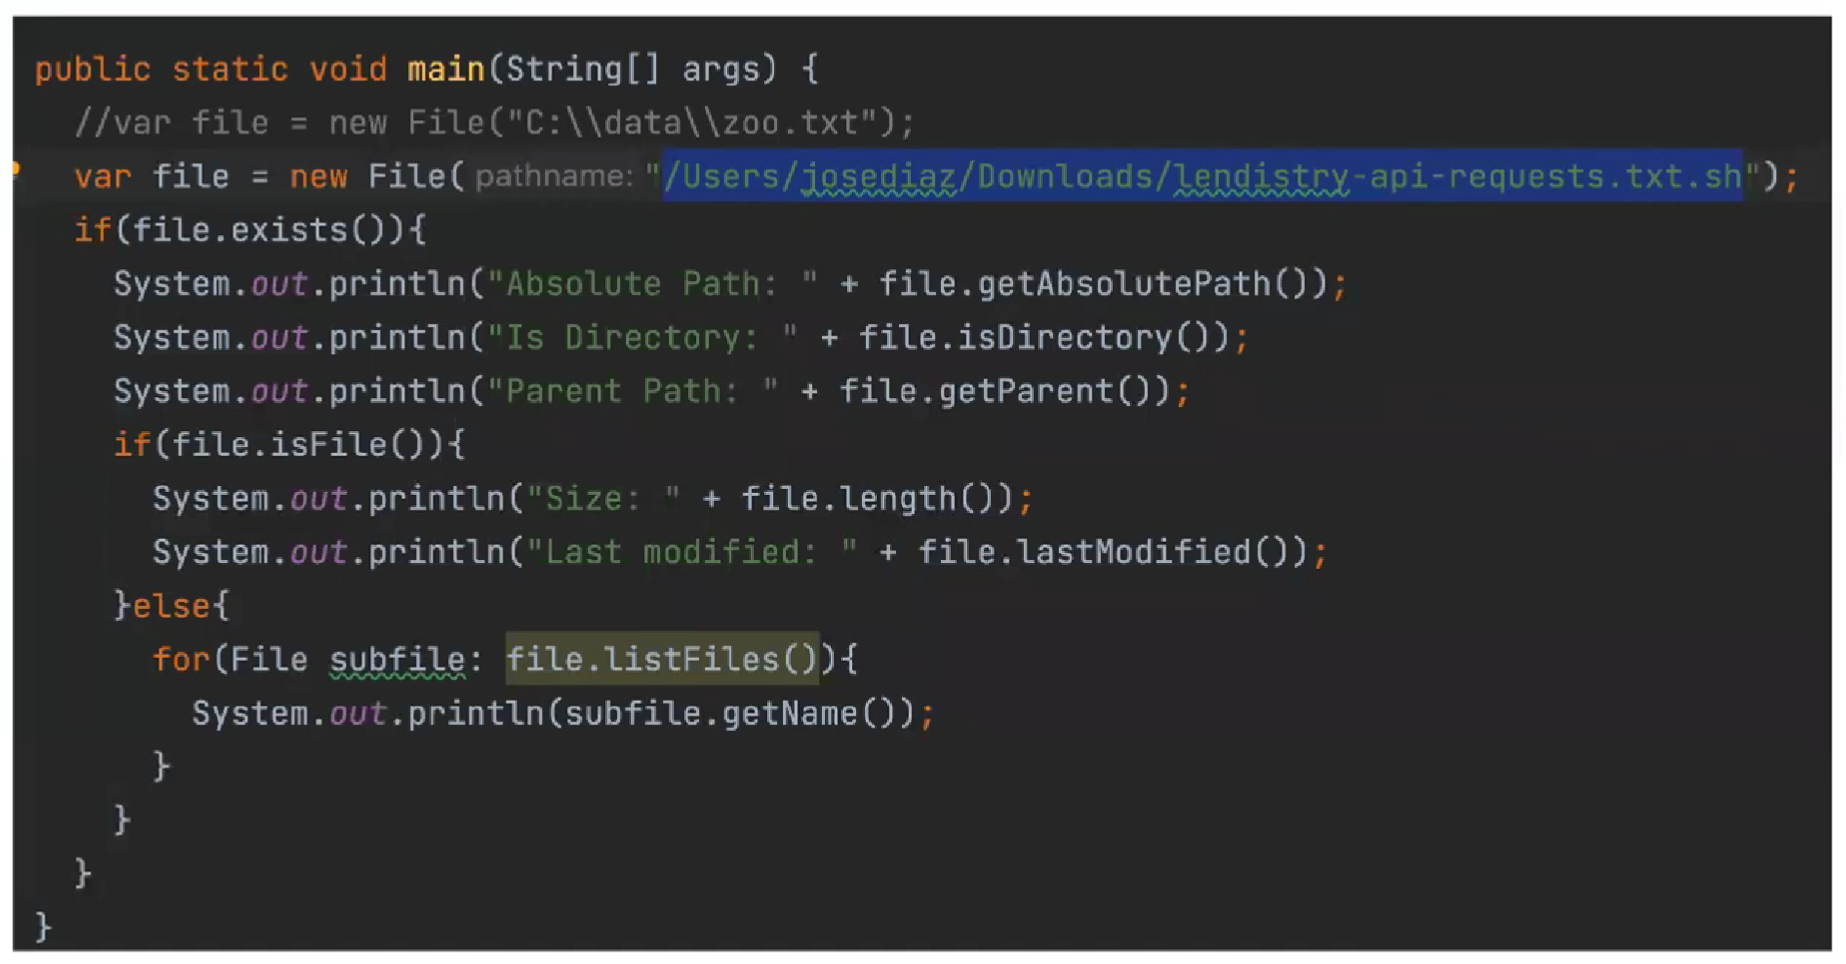 public static void main(String[] args) {
//var file = new File("C:\\data\\zoo.txt");
var file = new File( pathname: "/Users/josediaz/Downloads/lendistry-api-requests.txt.sh");
if(file.exists()){
System.out.println("Absolute Path: " + file.getAbsolutePath());
System.out.println("Is Directory: " + file.isDirectory());
System.out.println("Parent Path: " + file.getParent());
if(file.isFile()){
System.out.println("Size: " + file.length());
System.out.println("Last modified: " + file.lastModified());
}else{
for(File subfile: file.listFiles()){
System.out.println(subfile.getName());
}
}
}
}